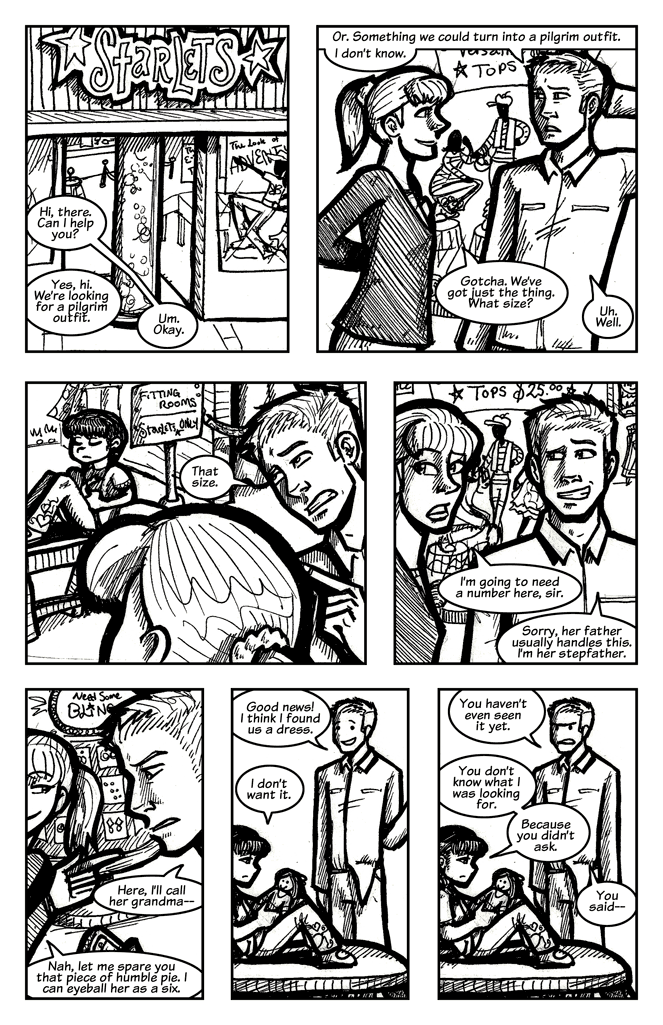 STARLETS
The Look of
ADVENTU
Hi, there.
Can I help
you?
Yes, hi.
We're looking
for a pilgrim
outfit.
Um.
Okay.
Or. Something we could turn into a pilgrim outfit.
I don't know.
Versati
TOPS
Gotcha. We've
got just the thing.
What size?
Uh.
Well.
FITTING
ROOMS
STARLETS ONLY
That
size.
TOPS $25.00
I'm going to need
a number here, sir.
Sorry, her father
usually handles this.
I'm her stepfather.
Need Some
BLING
Here, I'll call
her grandma--
Nah, let me spare you
that piece of humble pie. I
can eyeball her as a six.
Good news!
I think I found
us a dress.
I don't
want it.
You haven't
even seen
it yet.
You don't
know what I
was looking
for.
Because
you didn't
ask.
You
said--